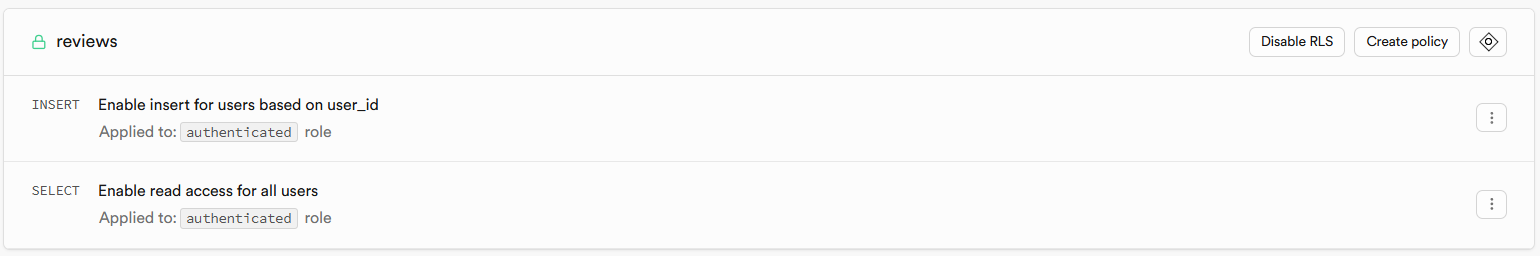 reviews
Disable RLS
Create policy
INSERT Enable insert for users based on user_id
Applied to: authenticated role
SELECT Enable read access for all users
Applied to: authenticated role